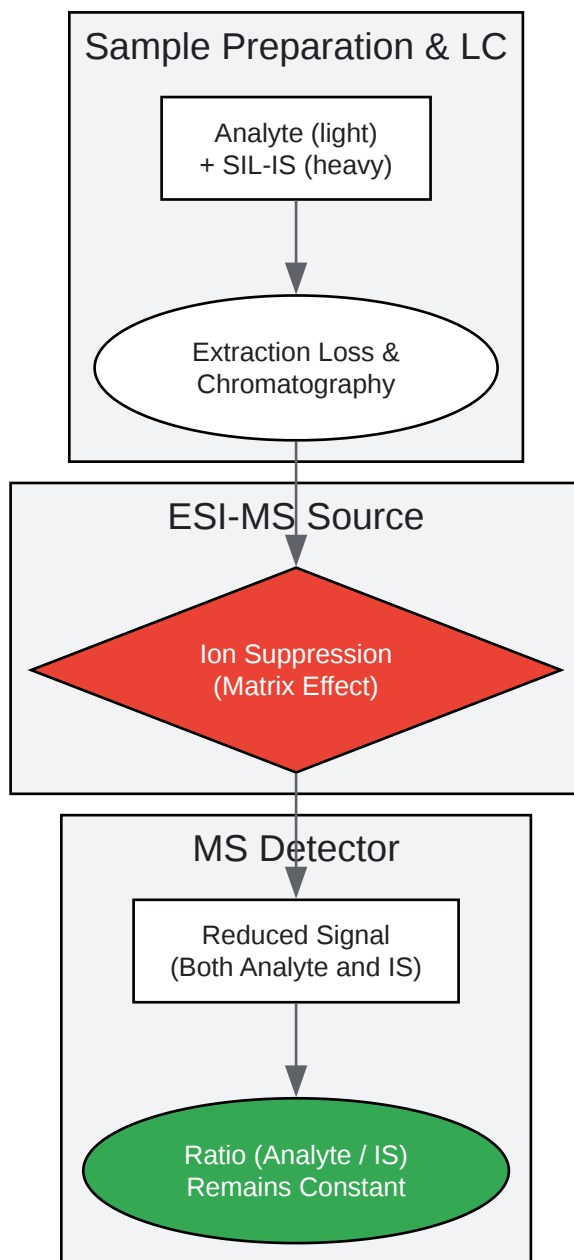 Sample Preparation & LC
Analyte (light)
+ SIL-IS (heavy)
Extraction Loss &
Chromatography
ESI-MS Source
Ion Suppression
(Matrix Effect)
MS Detector
Reduced Signal
(Both Analyte and IS)
Ratio (Analyte / IS)
Remains Constant